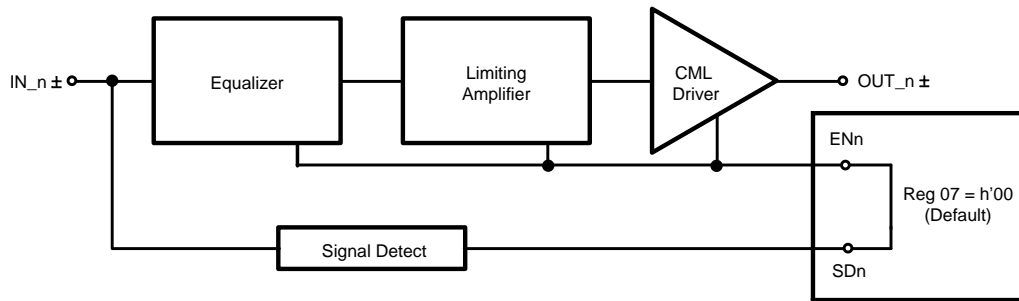 IN_n ±
Equalizer
Limiting
Amplifier
CML
Driver
OUT_n ±
ENn
Reg 07 = h'00
(Default)
Signal Detect
SDn